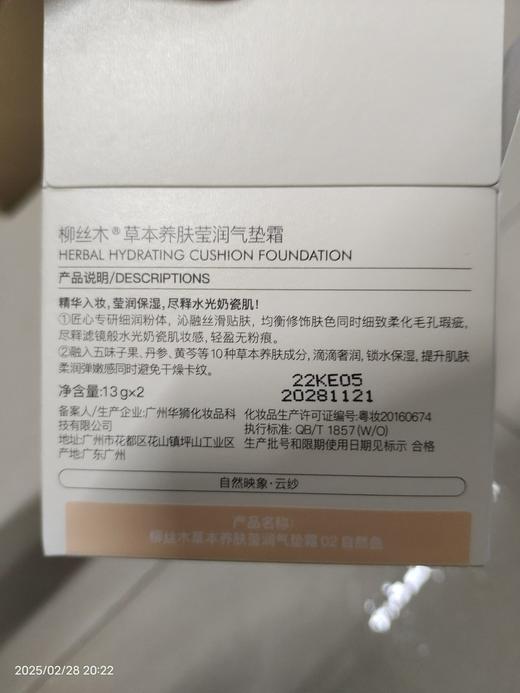 柳丝木®草本养肤莹润气垫霜
HERBAL HYDRATING CUSHION FOUNDATION
产品说明/DESCRIPTIONS
精华入妆，莹润保湿，尽释水光奶瓷肌！
①匠心专研细润粉体，沁融丝滑贴肤，均衡修饰肤色同时细致柔化毛孔瑕疵，
尽释滤镜般水光奶瓷肌妆感，轻盈无粉痕。
②融入五味子果、丹参、黄芩等10种草本养肤成分，滴滴奢润，锁水保湿，提升肌肤
柔润弹嫩感同时避免干燥卡纹。
净含量:13g×2
22KE05
20281121
备案人/生产企业:广州华狮化妆品科
技有限公司
地址:广州市花都区花山镇坪山工业区
产地:广东广州
化妆品生产许可证编号:粤妆20160674
执行标准: QB/T 1857(W/O)
生产批号和限期使用日期见标示 合格
自然映象·云纱
产品名称:
柳丝木草本养肤莹润气垫霜 02 自然色
2025/02/28 20:22